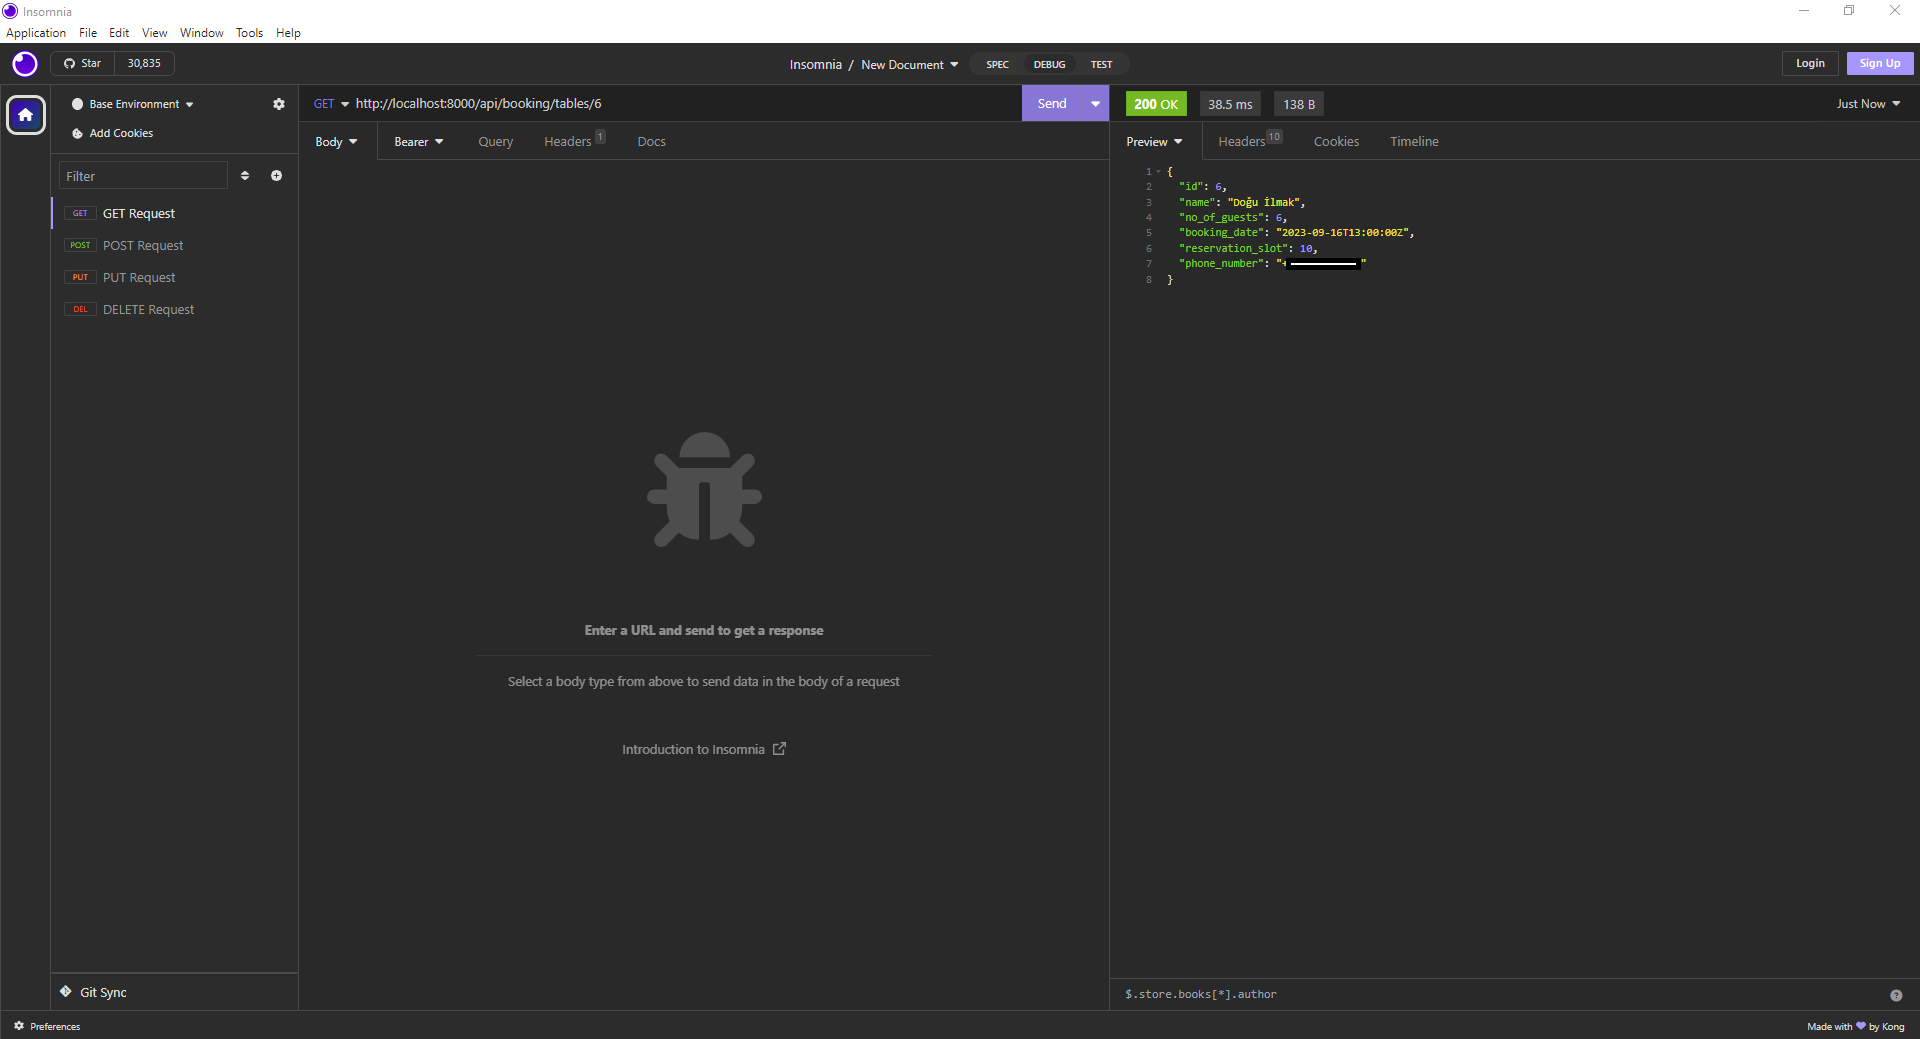 Insomnia
Application File Edit View Window Tools Help
Star 30,835
Insomnia / New Document SPEC DEBUG TEST
Login Sign Up
Base Environment
Add Cookies
Filter
GET GET Request
POST POST Request
PUT PUT Request
DEL DELETE Request
Git Sync
Preferences
GET http://localhost:8000/api/booking/tables/6 Send
Body Bearer Query Headers 1 Docs
Enter a URL and send to get a response
Select a body type from above to send data in the body of a request
Introduction to Insomnia
200 OK 38.5 ms 138 B Just Now
Preview Headers 10 Cookies Timeline
1 {
2 "id": 6,
3 "name": "Doğu İlmak",
4 "no_of_guests": 6,
5 "booking_date": "2023-09-16T13:00:00Z",
6 "reservation_slot": 10,
7 "phone_number": "+ "
8 }
$.store.books[*].author
Made with 💜 by Kong